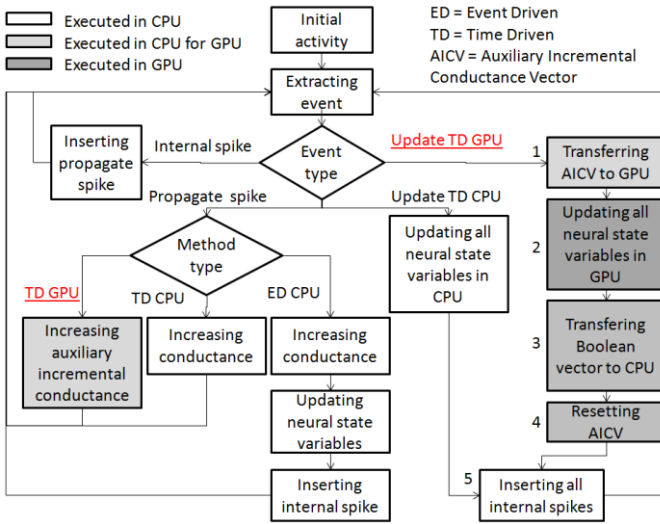 Executed in CPU
Executed in CPU for GPU
Executed in GPU
Initial
activity
ED = Event Driven
TD = Time Driven
AICV = Auxiliary Incremental
Conductance Vector
Extracting
event
Inserting
propagate
spike
Internal spike
Event
type
Update TD GPU
1
Transferring
AICV to GPU
Propagate spike
Update TD CPU
Method
type
Updating all
neural state
variables in
CPU
2
Updating all
neural state
variables in
GPU
TD GPU
TD CPU
ED CPU
Increasing
auxiliary
incremental
conductance
Increasing
conductance
Increasing
conductance
3
Transfering
Boolean
vector to CPU
Updating
neural state
variables
4
Resetting
AICV
Inserting
internal spike
5
Inserting all
internal spikes